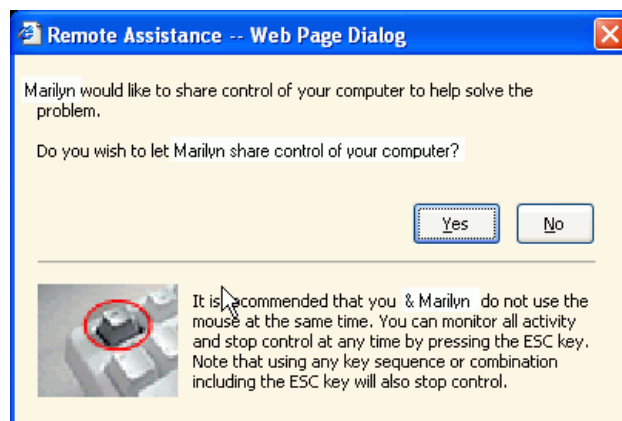 Remote Assistance -- Web Page Dialog
Marilyn would like to share control of your computer to help solve the
problem.
Do you wish to let Marilyn share control of your computer?
Yes No
It is recommended that you & Marilyn do not use the
mouse at the same time. You can monitor all activity
and stop control at any time by pressing the ESC key.
Note that using any key sequence or combination
including the ESC key will also stop control.